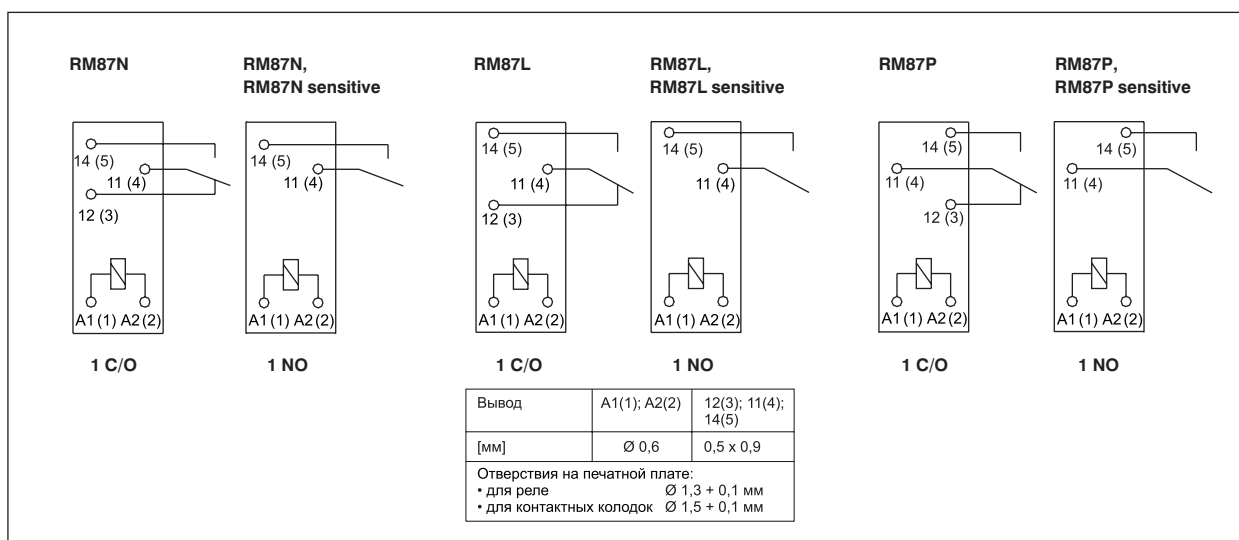 RM87N
RM87N,
RM87N sensitive
RM87L
RM87L,
RM87L sensitive
RM87P
RM87P,
RM87P sensitive
14 (5)
11 (4)
12 (3)
A1 (1) A2 (2)
14 (5)
11 (4)
A1 (1) A2 (2)
14 (5)
11 (4)
12 (3)
A1 (1) A2 (2)
14 (5)
11 (4)
A1 (1) A2 (2)
14 (5)
11 (4)
12 (3)
A1 (1) A2 (2)
14 (5)
11 (4)
A1 (1) A2 (2)
1 C/O
1 NO
1 C/O
1 NO
1 C/O
1 NO
Вывод A1(1); A2(2) 12(3); 11(4);
14(5)
[мм] Ø 0,6 0,5 x 0,9
Отверстия на печатной плате:
• для реле Ø 1,3 + 0,1 мм
• для контактных колодок Ø 1,5 + 0,1 мм